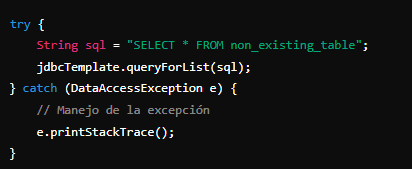 try {
    String sql = "SELECT * FROM non_existing_table";
    jdbcTemplate.queryForList(sql);
} catch (DataAccessException e) {
    // Manejo de la excepción
    e.printStackTrace();
}